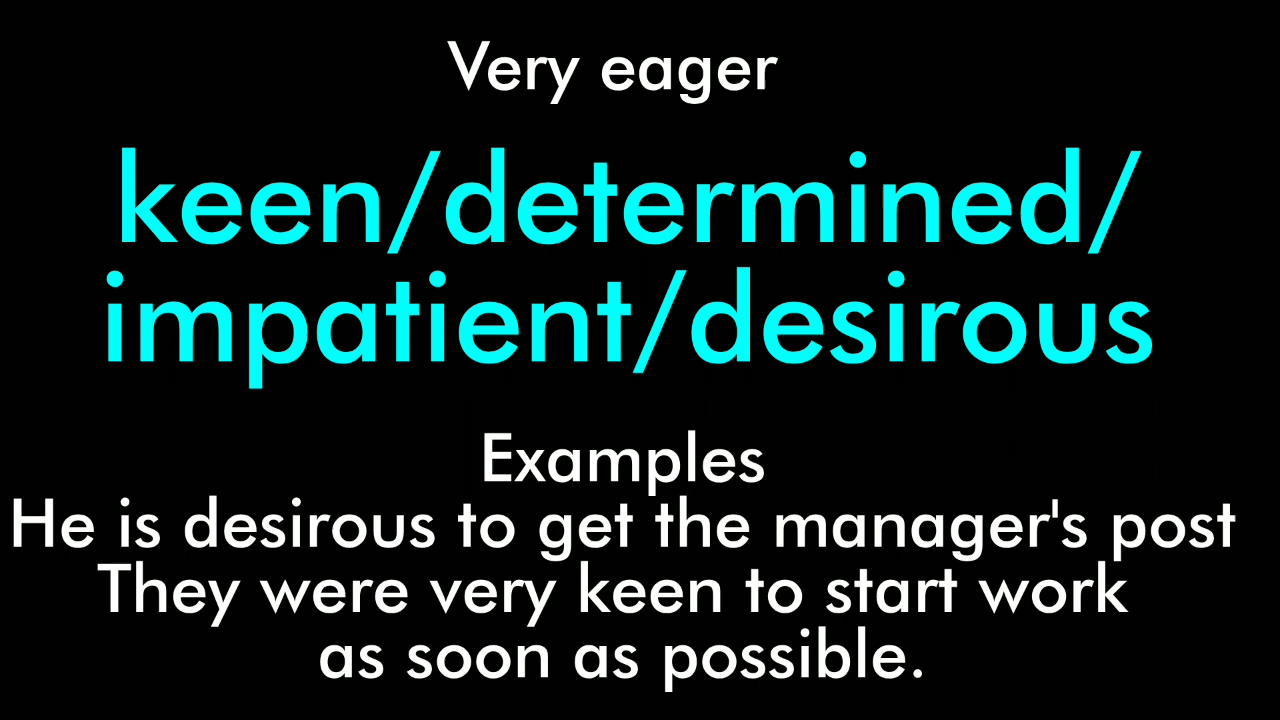 Very eager
keen/determined/
impatient/desirous
Examples
He is desirous to get the manager's post
They were very keen to start work
as soon as possible.